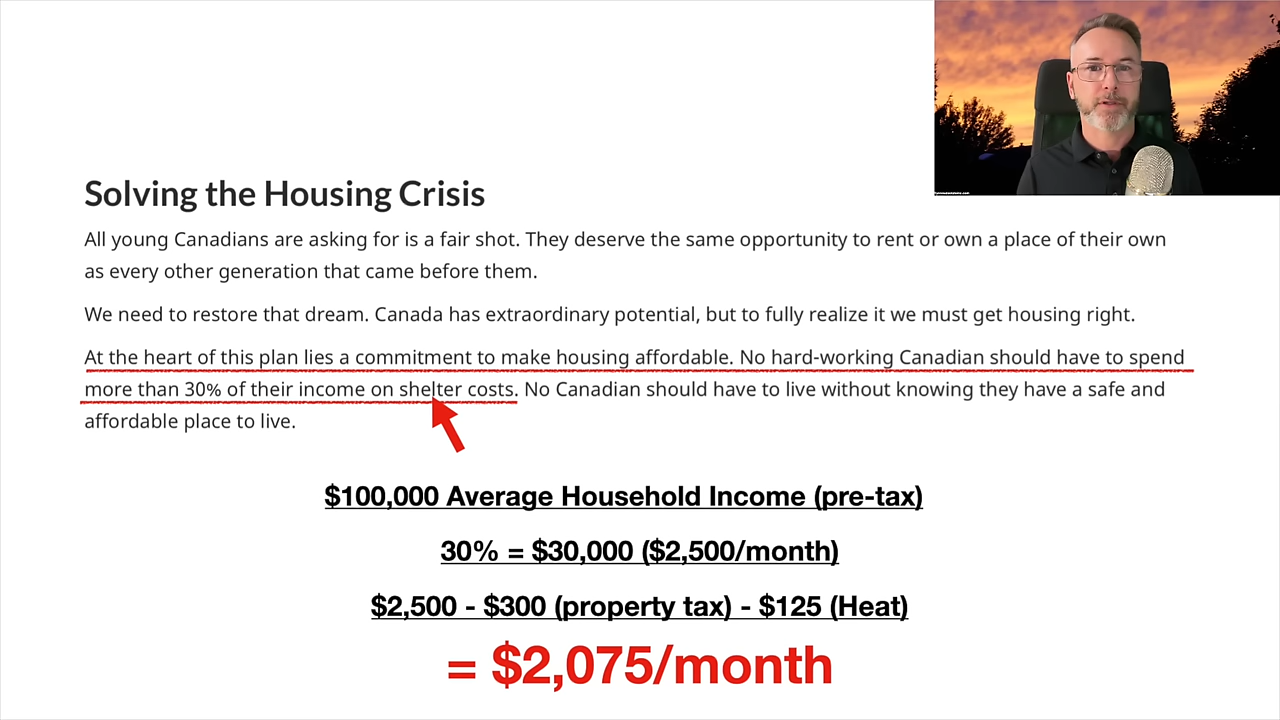 Solving the Housing Crisis
All young Canadians are asking for is a fair shot. They deserve the same opportunity to rent or own a place of their own
as every other generation that came before them.
We need to restore that dream. Canada has extraordinary potential, but to fully realize it we must get housing right.
At the heart of this plan lies a commitment to make housing affordable. No hard-working Canadian should have to spend
more than 30% of their income on shelter costs. No Canadian should have to live without knowing they have a safe and
affordable place to live.
$100,000 Average Household Income (pre-tax)
30% = $30,000 ($2,500/month)
$2,500 - $300 (property tax) - $125 (Heat)
= $2,075/month